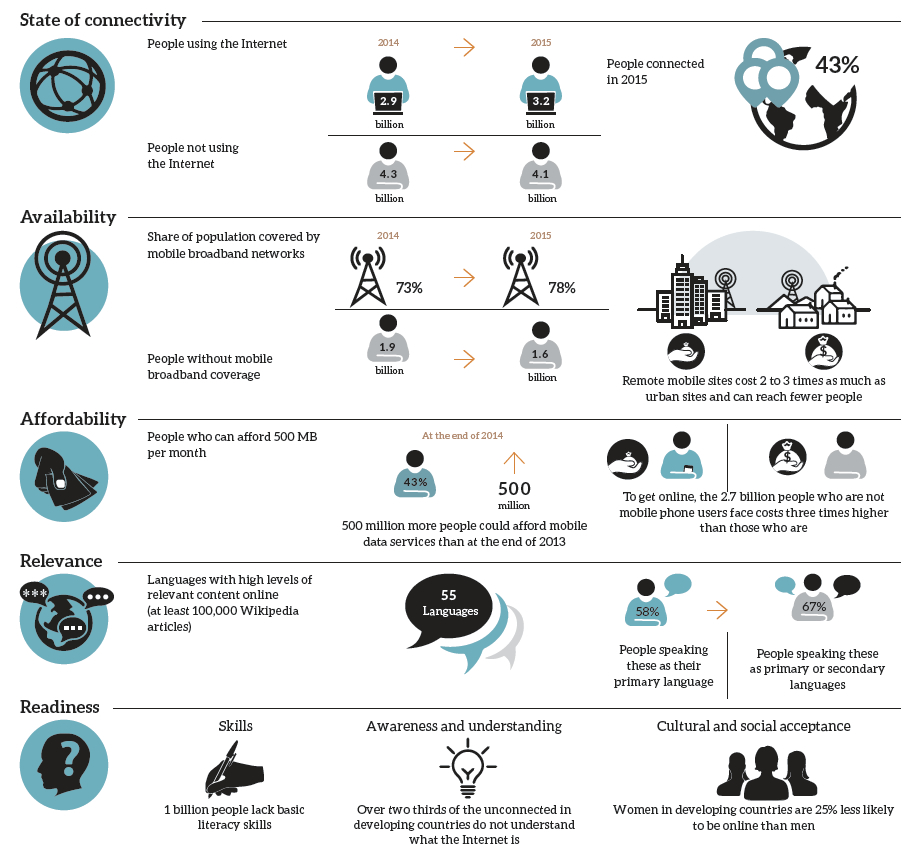 State of connectivity
People using the Internet
2014
2015
2.9
billion
3.2
billion
People connected
in 2015
43%
People not using
the Internet
4.3
billion
4.1
billion
Availability
Share of population covered by
mobile broadband networks
2014
2015
73%
78%
People without mobile
broadband coverage
1.9
billion
1.6
billion
$
Remote mobile sites cost 2 to 3 times as much as
urban sites and can reach fewer people
Affordability
People who can afford 500 MB
per month
At the end of 2014
43%
500
million
500 million more people could afford mobile
data services than at the end of 2013
$
To get online, the 2.7 billion people who are not
mobile phone users face costs three times higher
than those who are
Relevance
***
Languages with high levels of
relevant content online
(at least 100,000 Wikipedia
articles)
55
Languages
58%
People speaking
these as their
primary language
67%
People speaking these
as primary or secondary
languages
Readiness
?
Skills
1 billion people lack basic
literacy skills
Awareness and understanding
Over two thirds of the unconnected in
developing countries do not understand
what the Internet is
Cultural and social acceptance
Women in developing countries are 25% less likely
to be online than men